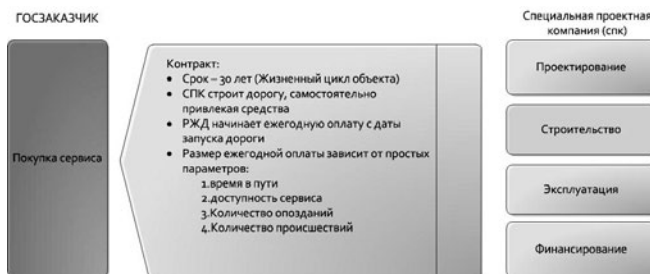 ГОСЗАКАЗЧИК
Покупка сервиса
Контракт:
• Срок – 30 лет (Жизненный цикл объекта)
• СПК строит дорогу, самостоятельно
привлекая средства
• РЖД начинает ежегодную оплату с даты
запуска дороги
• Размер ежегодной оплаты зависит от простых
параметров:
1.время в пути
2.доступность сервиса
3.Количество опозданий
4.Количество происшествий
Специальная проектная
компания (спк)
Проектирование
Строительство
Эксплуатация
Финансирование